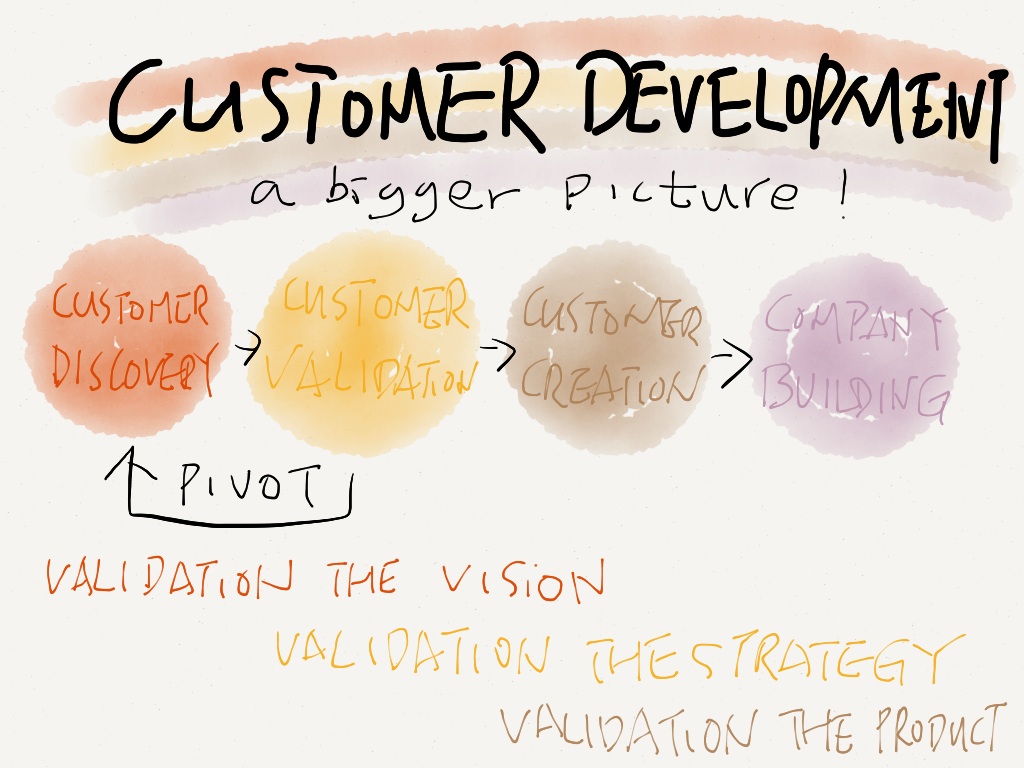 CUSTOMER DEVELOPMENT
a bigger picture !
CUSTOMER
DISCOVERY
CUSTOMER
VALIDATION
CUSTOMER
CREATION
COMPANY
BUILDING
PIVOT
VALIDATION THE VISION
VALIDATION THE STRATEGY
VALIDATION THE PRODUCT